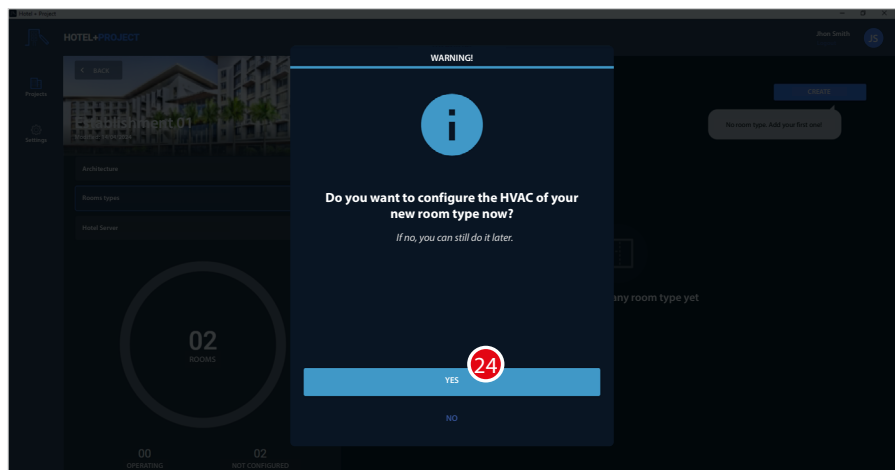 Hotel + Project
HOTEL+PROJECT
Jhon Smith
JS
BACK
Projects
Establishment 01
Settings
Architecture
Rooms types
Hotel Server
02
ROOMS
00
OPERATING
02
NOT CONFIGURED
WARNING!
i
Do you want to configure the HVAC of your
new room type now?
If no, you can still do it later.
24
YES
NO
CREATE
No room type. Add your first one!
any room type yet